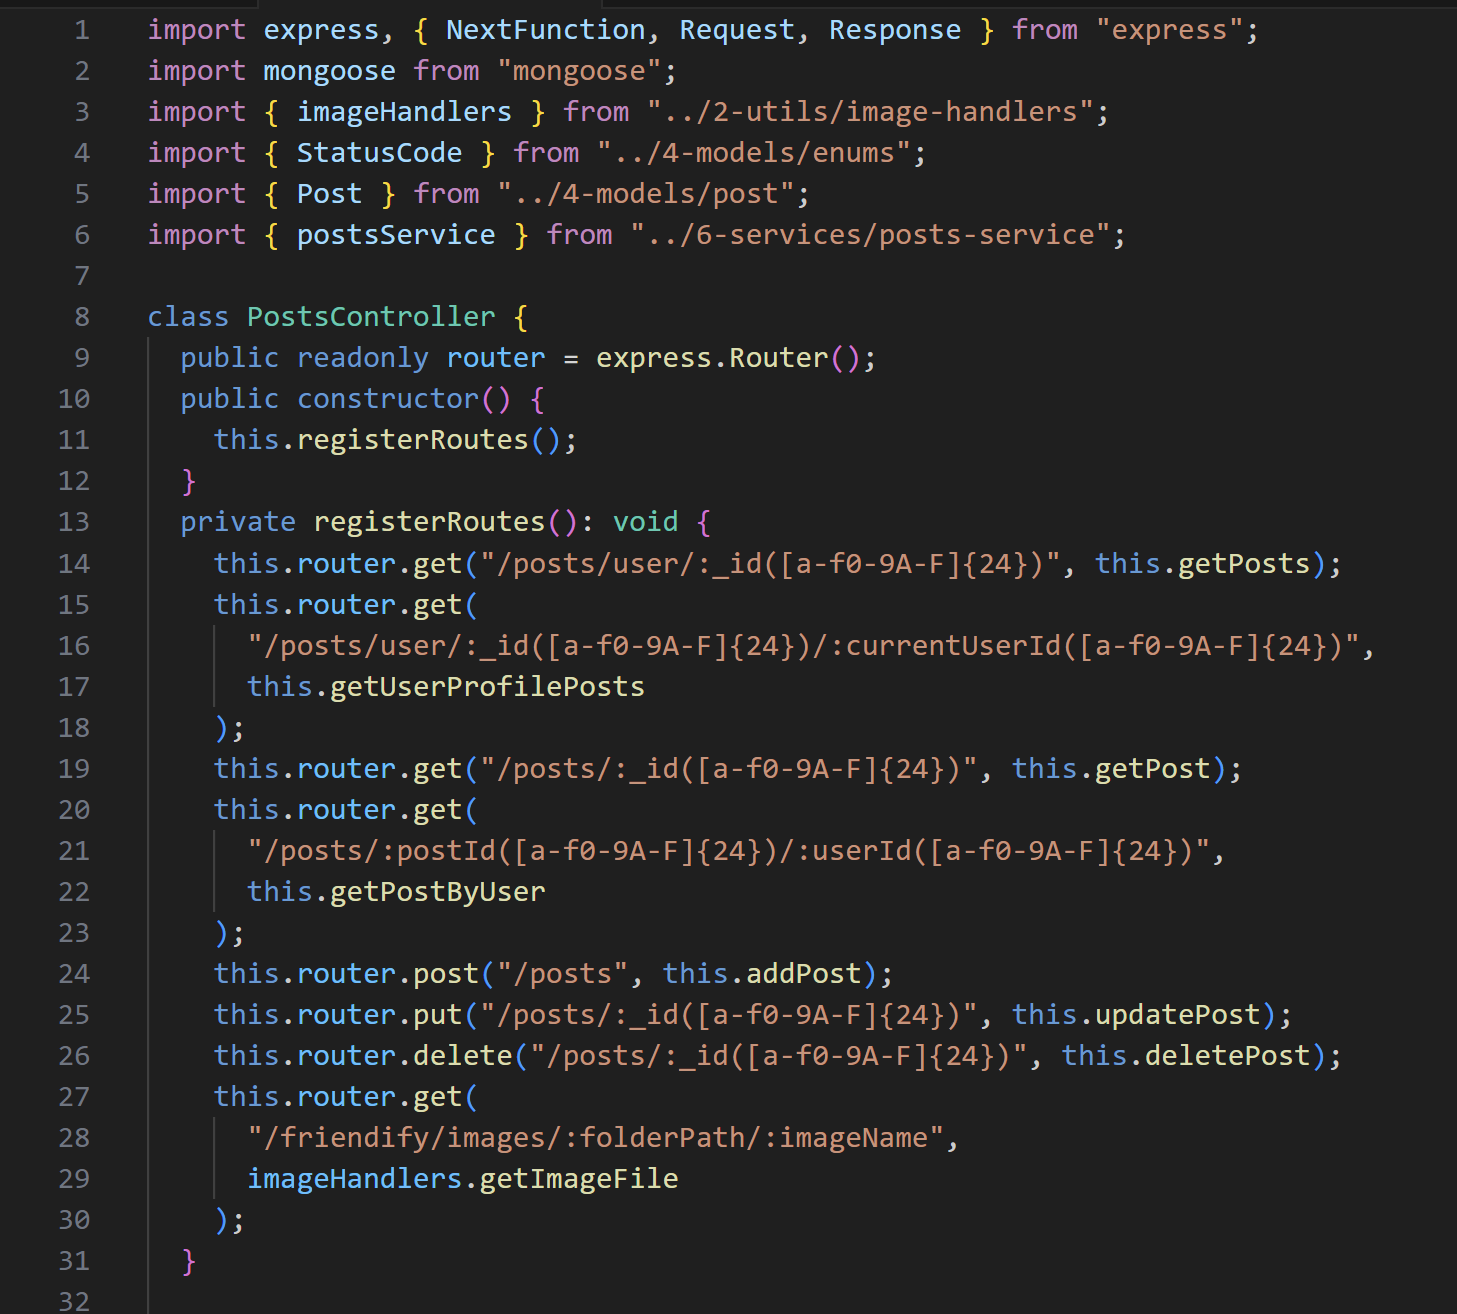 1 import express, { NextFunction, Request, Response } from "express";
2 import mongoose from "mongoose";
3 import { imageHandlers } from "../2-utils/image-handlers";
4 import { StatusCode } from "../4-models/enums";
5 import { Post } from "../4-models/post";
6 import { postsService } from "../6-services/posts-service";
7
8 class PostsController {
9   public readonly router = express.Router();
10   public constructor() {
11     this.registerRoutes();
12   }
13   private registerRoutes(): void {
14     this.router.get("/posts/user/:_id([a-f0-9A-F]{24})", this.getPosts);
15     this.router.get(
16       "/posts/user/:_id([a-f0-9A-F]{24})/:currentUserId([a-f0-9A-F]{24})",
17       this.getUserProfilePosts
18     );
19     this.router.get("/posts/:_id([a-f0-9A-F]{24})", this.getPost);
20     this.router.get(
21       "/posts/:postId([a-f0-9A-F]{24})/:userId([a-f0-9A-F]{24})",
22       this.getPostByUser
23     );
24     this.router.post("/posts", this.addPost);
25     this.router.put("/posts/:_id([a-f0-9A-F]{24})", this.updatePost);
26     this.router.delete("/posts/:_id([a-f0-9A-F]{24})", this.deletePost);
27     this.router.get(
28       "/friendify/images/:folderPath/:imageName",
29       imageHandlers.getImageFile
30     );
31   }
32